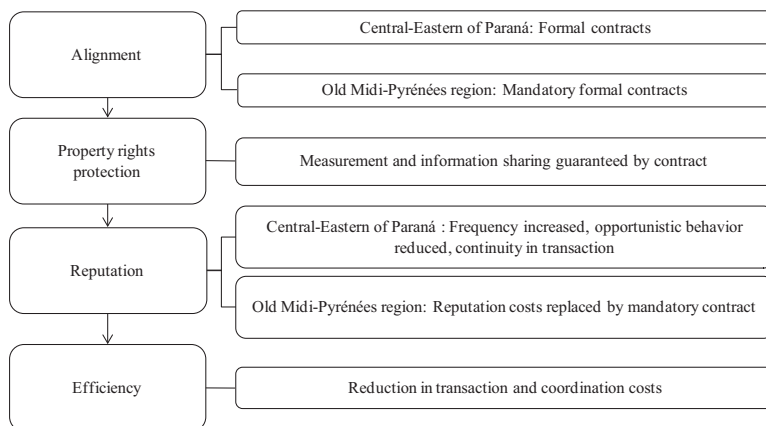 Alignment
Central-Eastern of Paraná: Formal contracts
Old Midi-Pyrénées region: Mandatory formal contracts
Property rights
protection
Measurement and information sharing guaranteed by contract
Reputation
Central-Eastern of Paraná : Frequency increased, opportunistic behavior
reduced, continuity in transaction
Old Midi-Pyrénées region: Reputation costs replaced by mandatory contract
Efficiency
Reduction in transaction and coordination costs